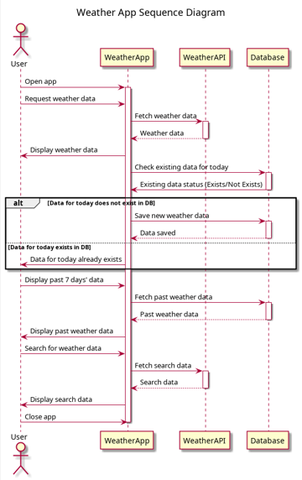 Weather App Sequence Diagram
User
WeatherApp
WeatherAPI
Database
Open app
Request weather data
Fetch weather data
Weather data
Display weather data
Check existing data for today
Existing data status (Exists/Not Exists)
alt
[Data for today does not exist in DB]
Save new weather data
Data saved
[Data for today exists in DB]
Data for today already exists
Display past 7 days' data
Fetch past weather data
Past weather data
Display past weather data
Search for weather data
Fetch search data
Search data
Display search data
Close app
User
WeatherApp
WeatherAPI
Database